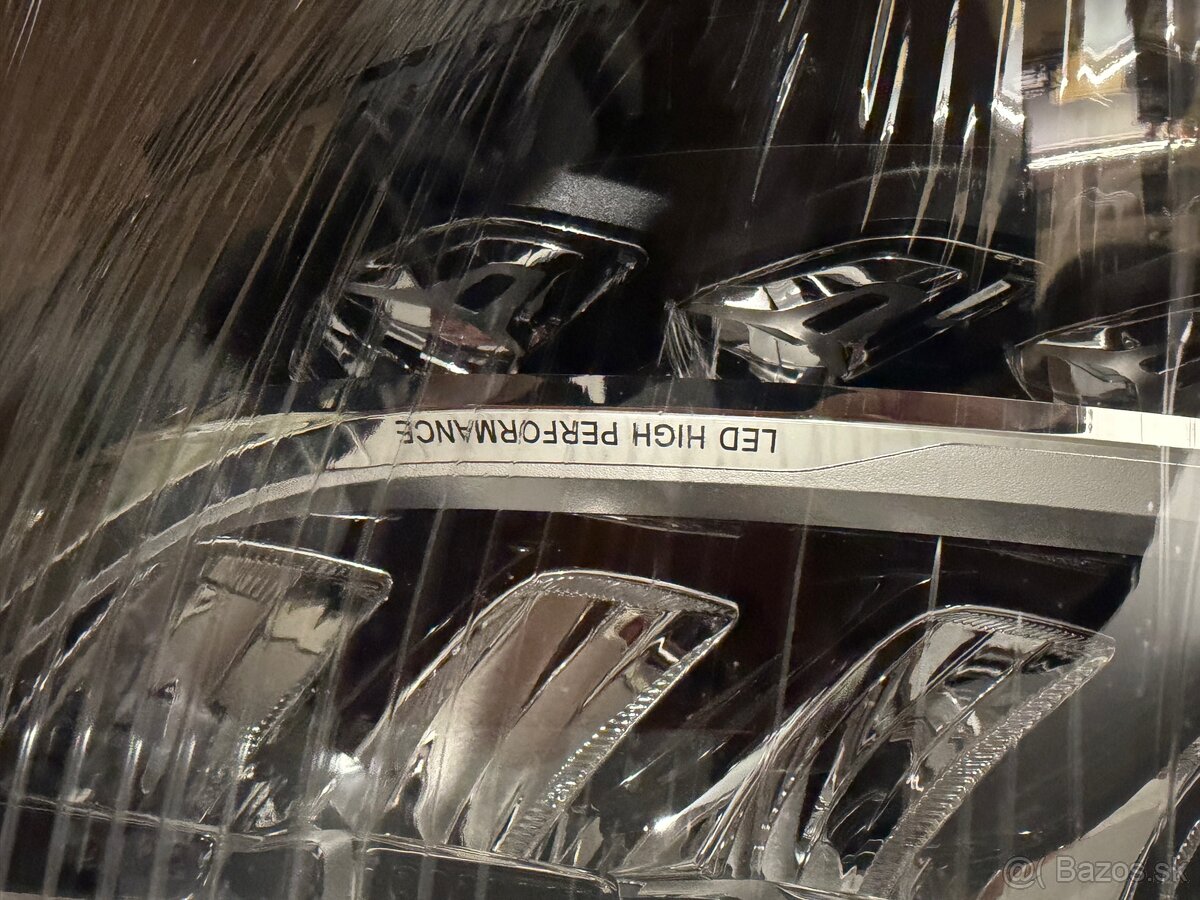 LED HIGH PERFORMANCE
@( Bazos.sk